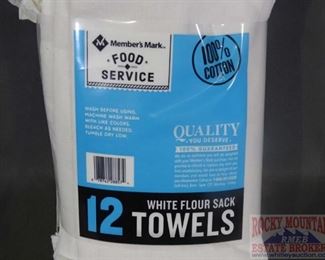 M Member's Mark
FOOD
SERVICE
100%
COTTON
WASH BEFORE USING,
MACHINE WASH WARM
WITH LIKE COLORS.
BLEACH AS NEEDED.
TUMBLE DRY LOW.
QUALITY
YOU DESERVE
100% GUARANTEED
12
WHITE FLOUR SACK
TOWELS
ROCKY MOUNTAIN
RMEB
ESTATE BROKERS